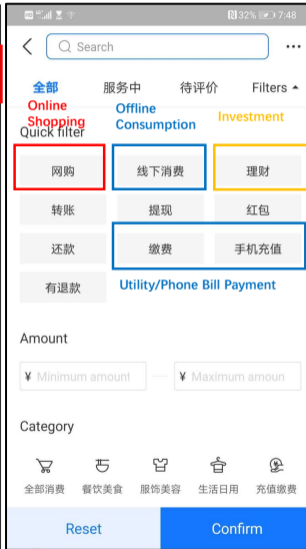 HD 32% 7:48
Search
全部 服务中 待评价 Filters
Online Shopping
Offline Consumption
Investment
Quick filter
网购 线下消费 理财
转账 提现 红包
还款 缴费 手机充值
有退款 Utility/Phone Bill Payment
Amount
¥ Minimum amount — ¥ Maximum amoun
Category
全部消费 餐饮美食 服饰美容 生活日用 充值缴费
Reset Confirm